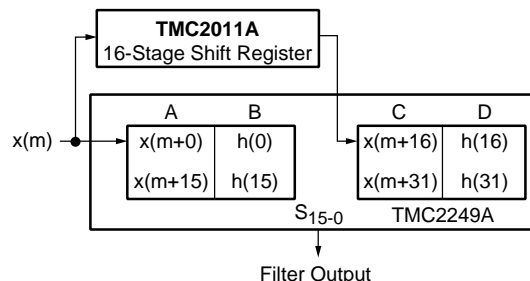 TMC2011A
16-Stage Shift Register
A B C D
x(m) x(m+0) h(0) x(m+16) h(16)
x(m+15) h(15) x(m+31) h(31)
S15-0 TMC2249A
Filter Output